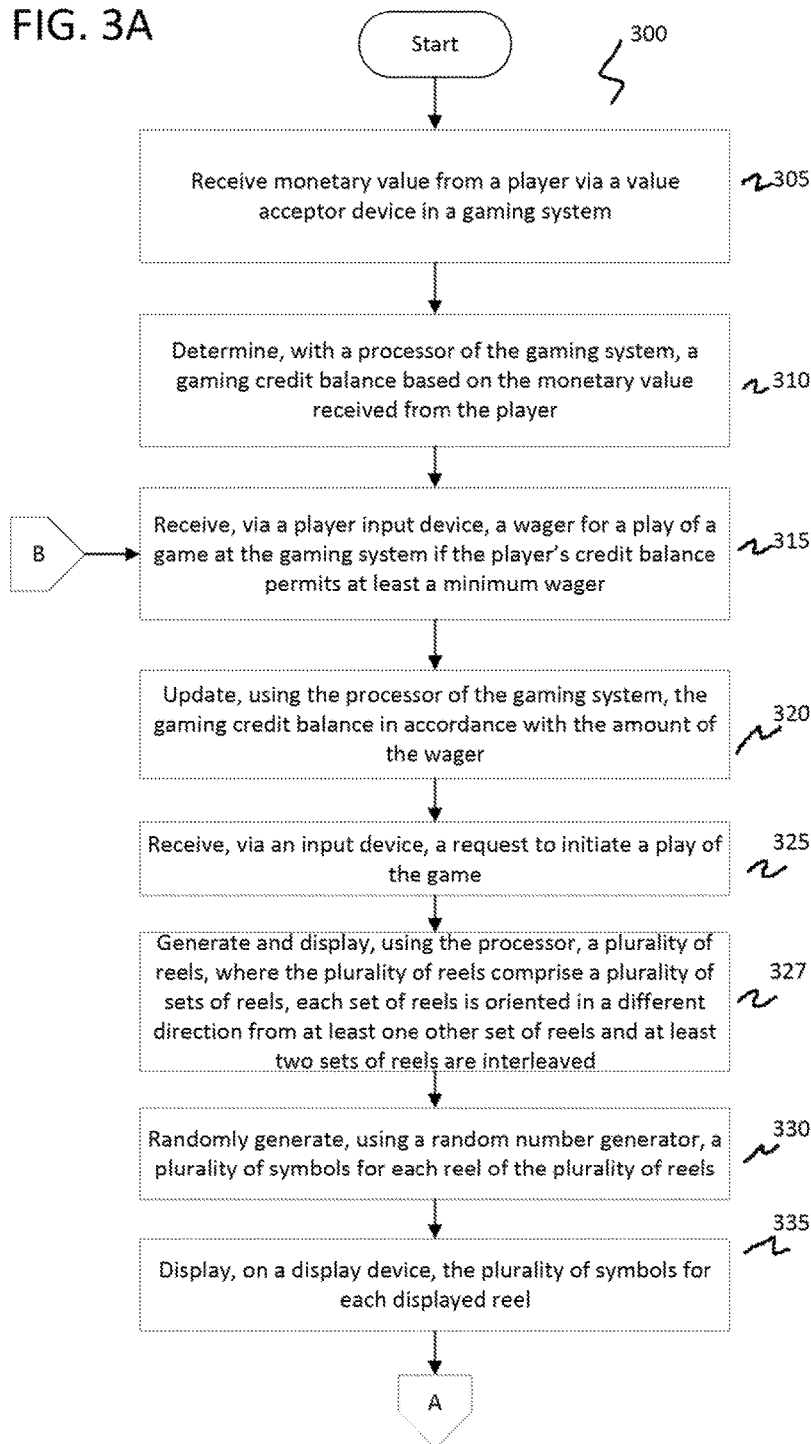 FIG. 3A
Start
300
Receive monetary value from a player via a value
acceptor device in a gaming system
305
Determine, with a processor of the gaming system, a
gaming credit balance based on the monetary value
received from the player
310
B
Receive, via a player input device, a wager for a play of a
game at the gaming system if the player's credit balance
permits at least a minimum wager
315
Update, using the processor of the gaming system, the
gaming credit balance in accordance with the amount of
the wager
320
Receive, via an input device, a request to initiate a play of
the game
325
Generate and display, using the processor, a plurality of
reels, where the plurality of reels comprise a plurality of
sets of reels, each set of reels is oriented in a different
direction from at least one other set of reels and at least
two sets of reels are interleaved
327
Randomly generate, using a random number generator, a
plurality of symbols for each reel of the plurality of reels
330
Display, on a display device, the plurality of symbols for
each displayed reel
335
A